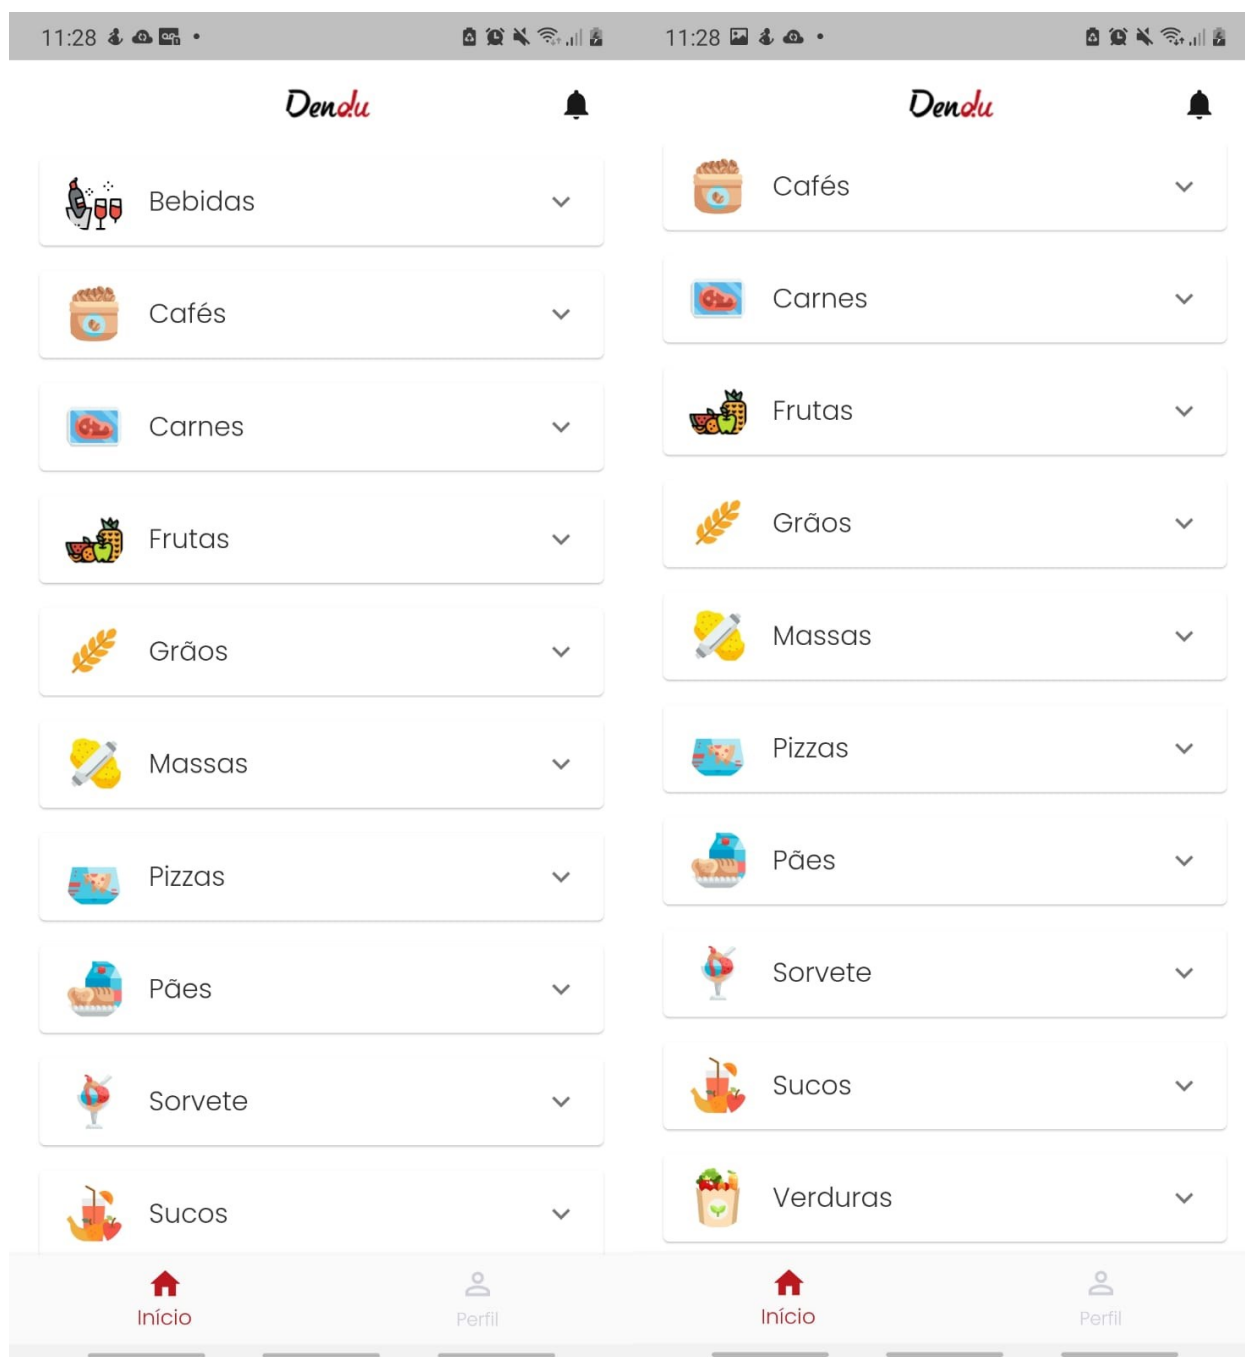 11:28
Dendu
Bebidas
Cafés
Carnes
Frutas
Grãos
Massas
Pizzas
Pães
Sorvete
Sucos
Início
Perfil
11:28
Dendu
Cafés
Carnes
Frutas
Grãos
Massas
Pizzas
Pães
Sorvete
Sucos
Verduras
Início
Perfil